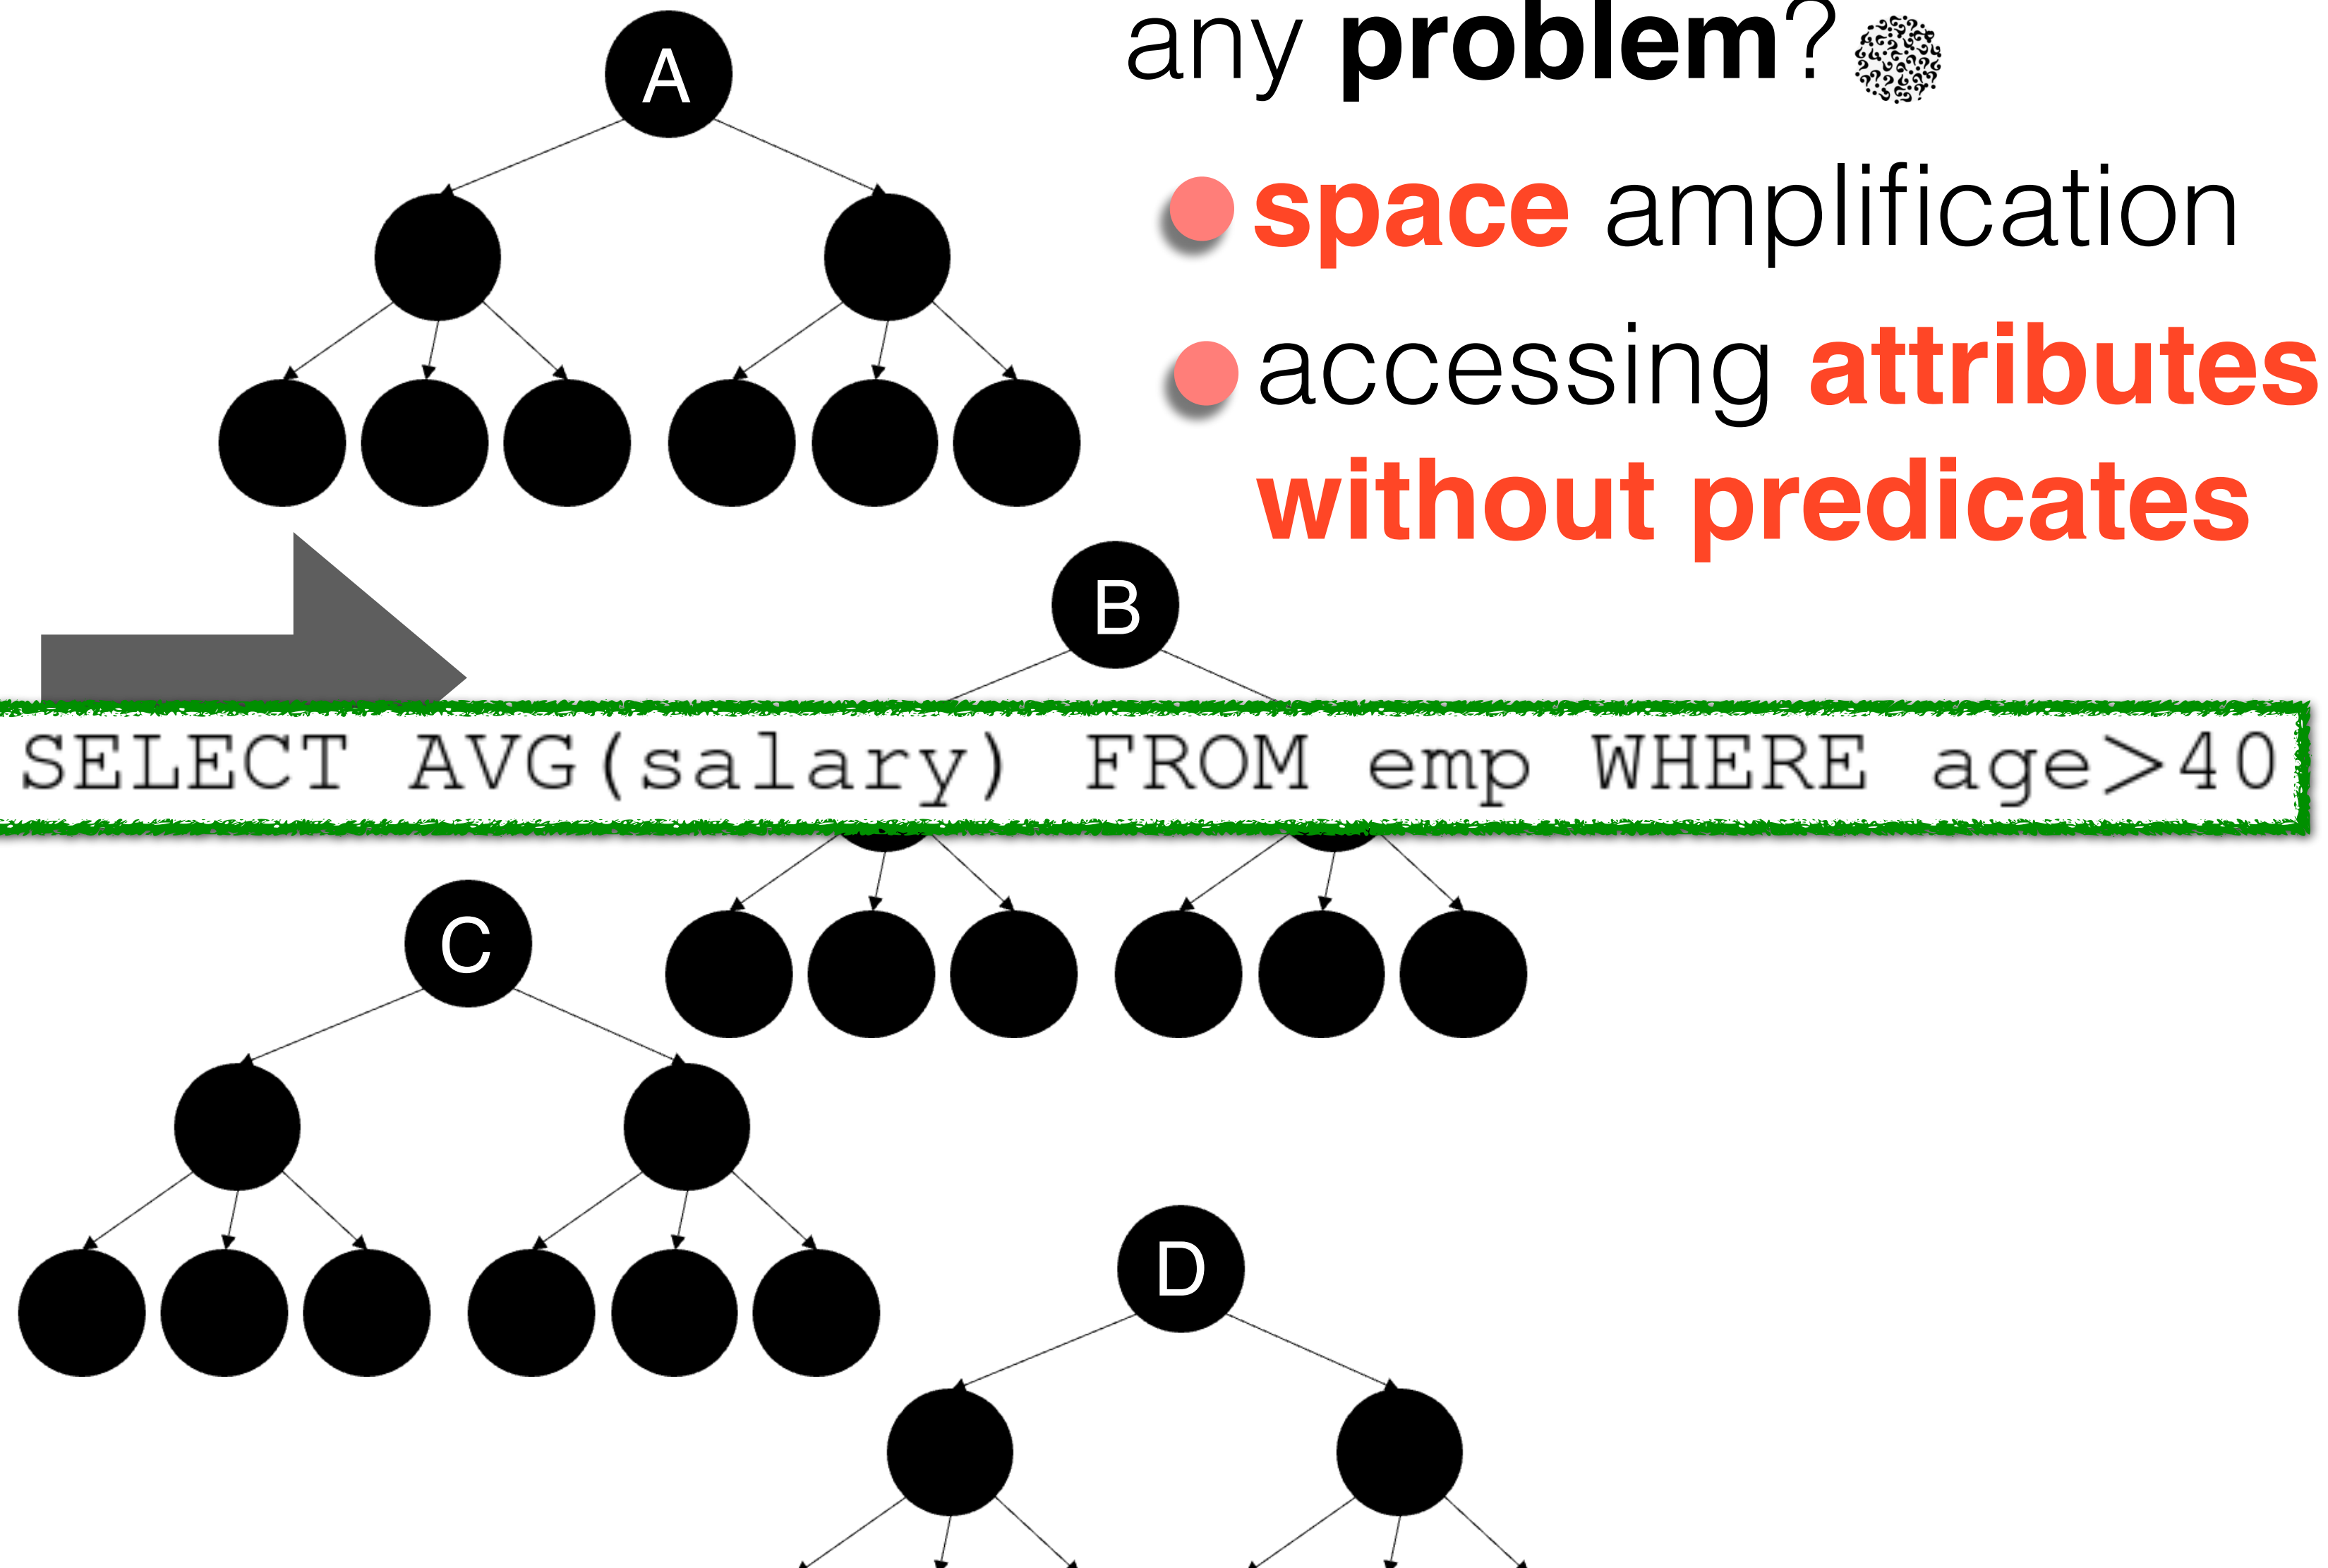 any problem?
space amplification
accessing attributes
without predicates
A
B
SELECT AVG(salary) FROM emp WHERE age>40
C
D